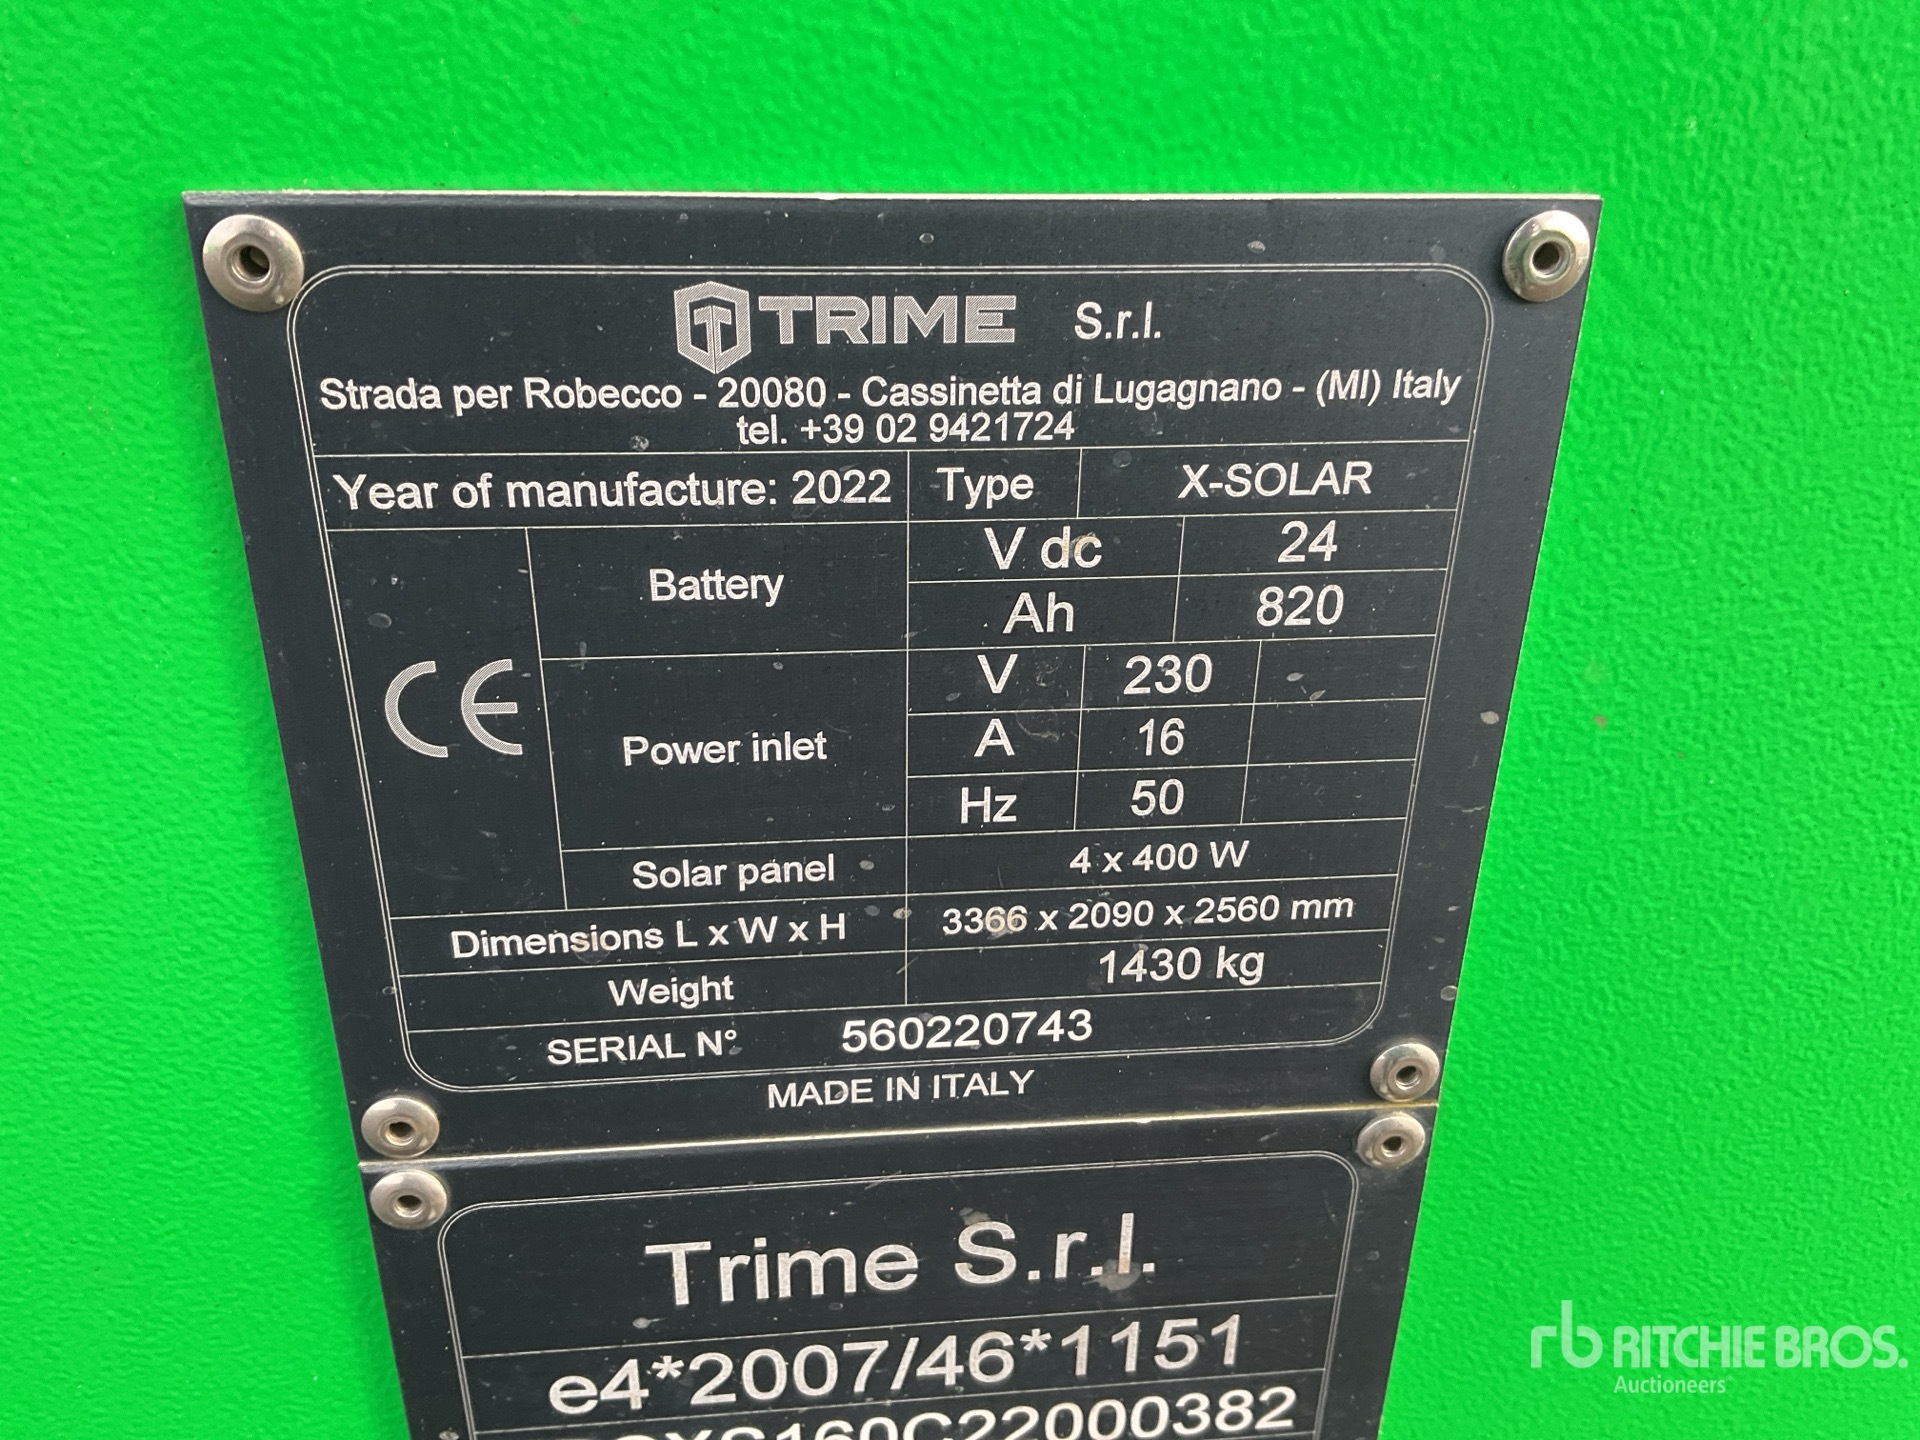 TRIME S.r.l.
Strada per Robecco - 20080 - Cassinetta di Lugagnano - (MI) Italy
tel. +39 02 9421724
Year of manufacture: 2022 Type X-SOLAR
CE
Battery
V dc 24
Ah 820
Power inlet
V 230
A 16
Hz 50
Solar panel 4 x 400 W
Dimensions L x W x H 3366 x 2090 x 2560 mm
Weight 1430 kg
SERIAL N° 560220743
MADE IN ITALY
Trime S.r.l.
e4*2007/46*1151
rb RITCHIE BROS.
Auctioneers